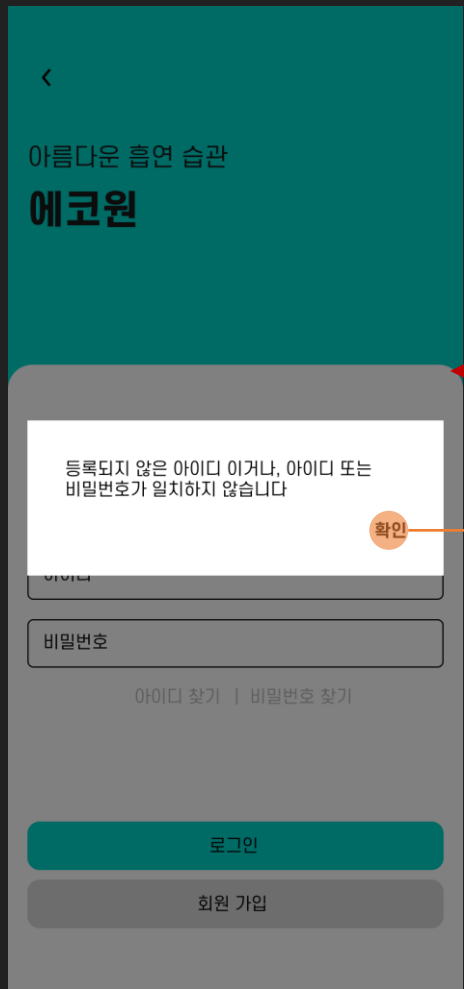 아름다운 흡연 습관
에코원
등록되지 않은 아이디 이거나, 아이디 또는
비밀번호가 일치하지 않습니다
확인
아이디
비밀번호
아이디 찾기 | 비밀번호 찾기
로그인
회원 가입